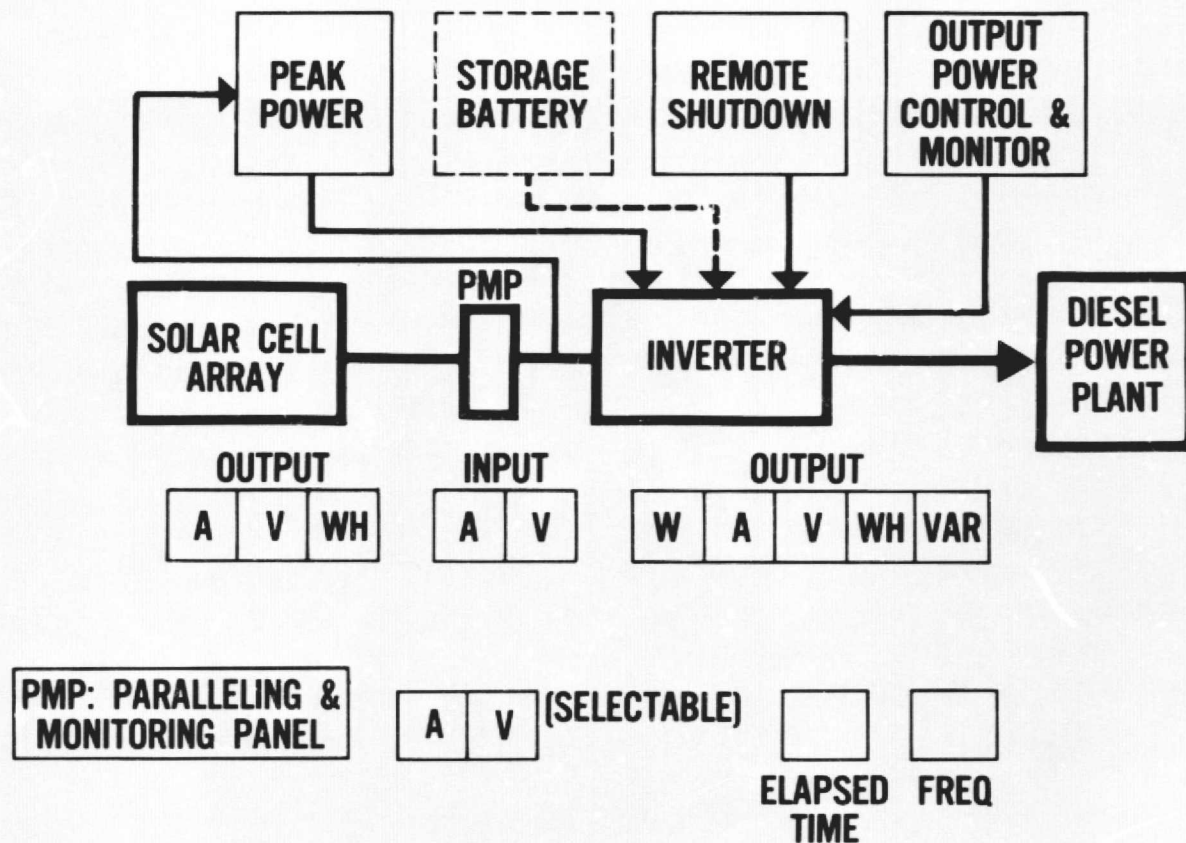 PEAK
POWER
STORAGE
BATTERY
REMOTE
SHUTDOWN
OUTPUT
POWER
CONTROL &
MONITOR
SOLAR CELL
ARRAY
PMP
INVERTER
DIESEL
POWER
PLANT
OUTPUT
A V WH
INPUT
A V
OUTPUT
W A V WH VAR
PMP: PARALLELING &
MONITORING PANEL
A V (SELECTABLE)
ELAPSED
TIME
FREQ